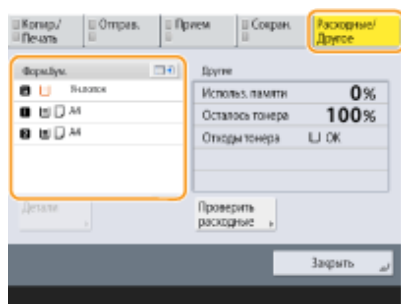 Копир./
Печать
Отправ.
Прием
Сохран.
Расходные/
Другое
Форм.бум.
Другие
Использ. памяти
0%
A4
Осталось тонера
100%
A4
Отходы тонера
OK
Детали
Проверить
расходные
Закрыть